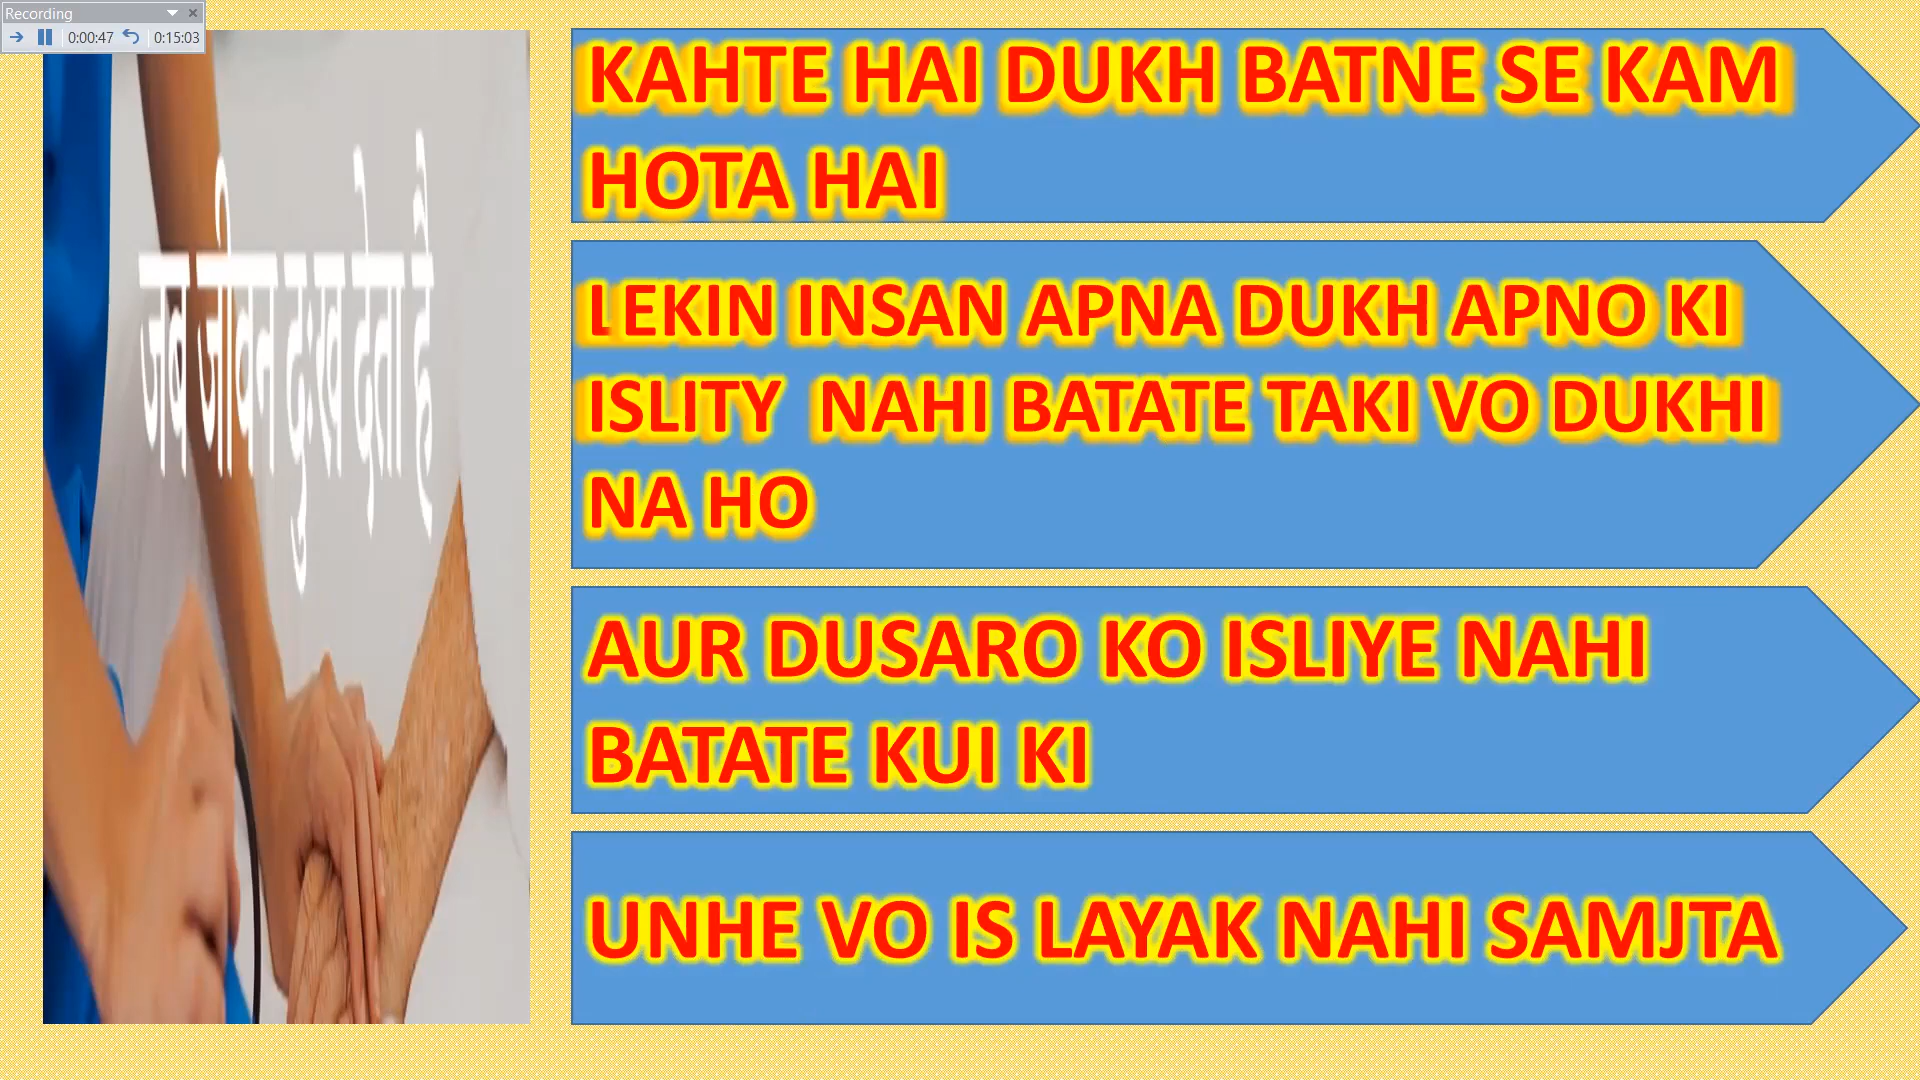 Recording
0:00:47 0:15:03
जब जीवन दुःख देता है
KAHTE HAI DUKH BATNE SE KAM
HOTA HAI
LEKIN INSAN APNA DUKH APNO KI
ISLITY NAHI BATATE TAKI VO DUKHI
NA HO
AUR DUSARO KO ISLIYE NAHI
BATATE KUI KI
UNHE VO IS LAYAK NAHI SAMJTA